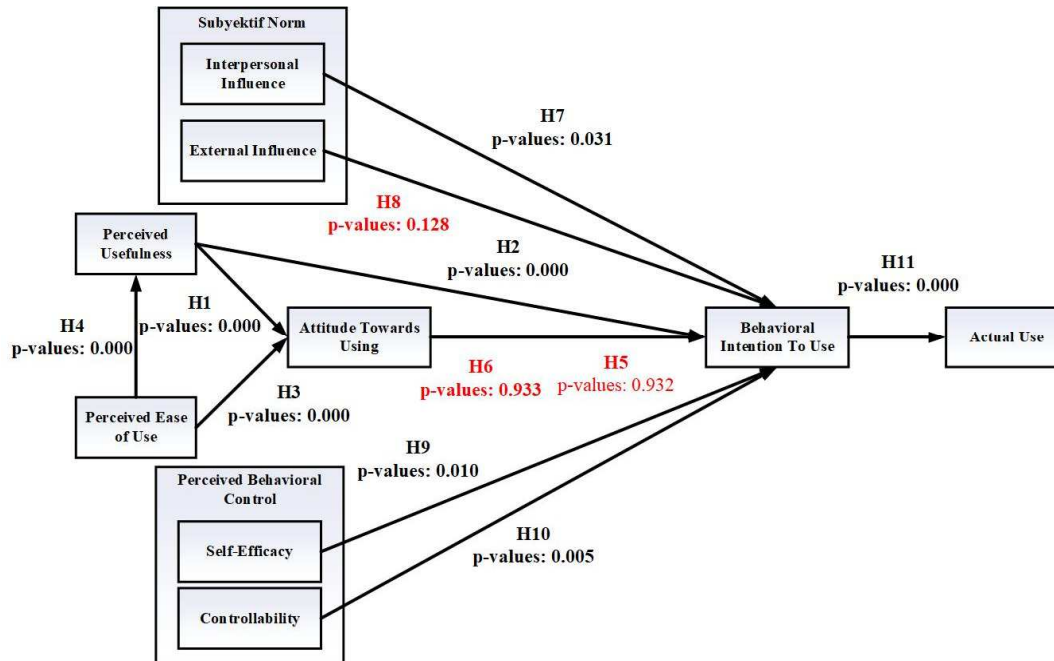 Subyektif Norm
Interpersonal
Influence
External Influence
H7
p-values: 0.031
H8
p-values: 0.128
Perceived
Usefulness
H2
p-values: 0.000
H11
p-values: 0.000
H1
p-values: 0.000
H4
p-values: 0.000
Attitude Towards
Using
Behavioral
Intention To Use
Actual Use
H6
p-values: 0.933
H5
p-values: 0.932
H3
p-values: 0.000
Perceived Ease
of Use
H9
p-values: 0.010
Perceived Behavioral
Control
Self-Efficacy
H10
p-values: 0.005
Controllability